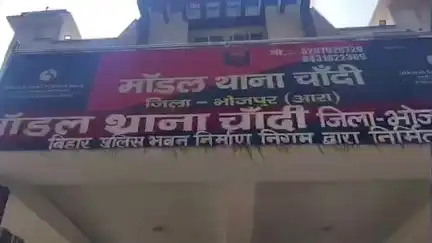 मॉडल थाना चाँदी
जिला - भोजपुर (आरा)
मॉडल थाना चाँदी जिला-भोज
बिहार पुलिस भवन निर्माण निगम द्वारा निर्मित